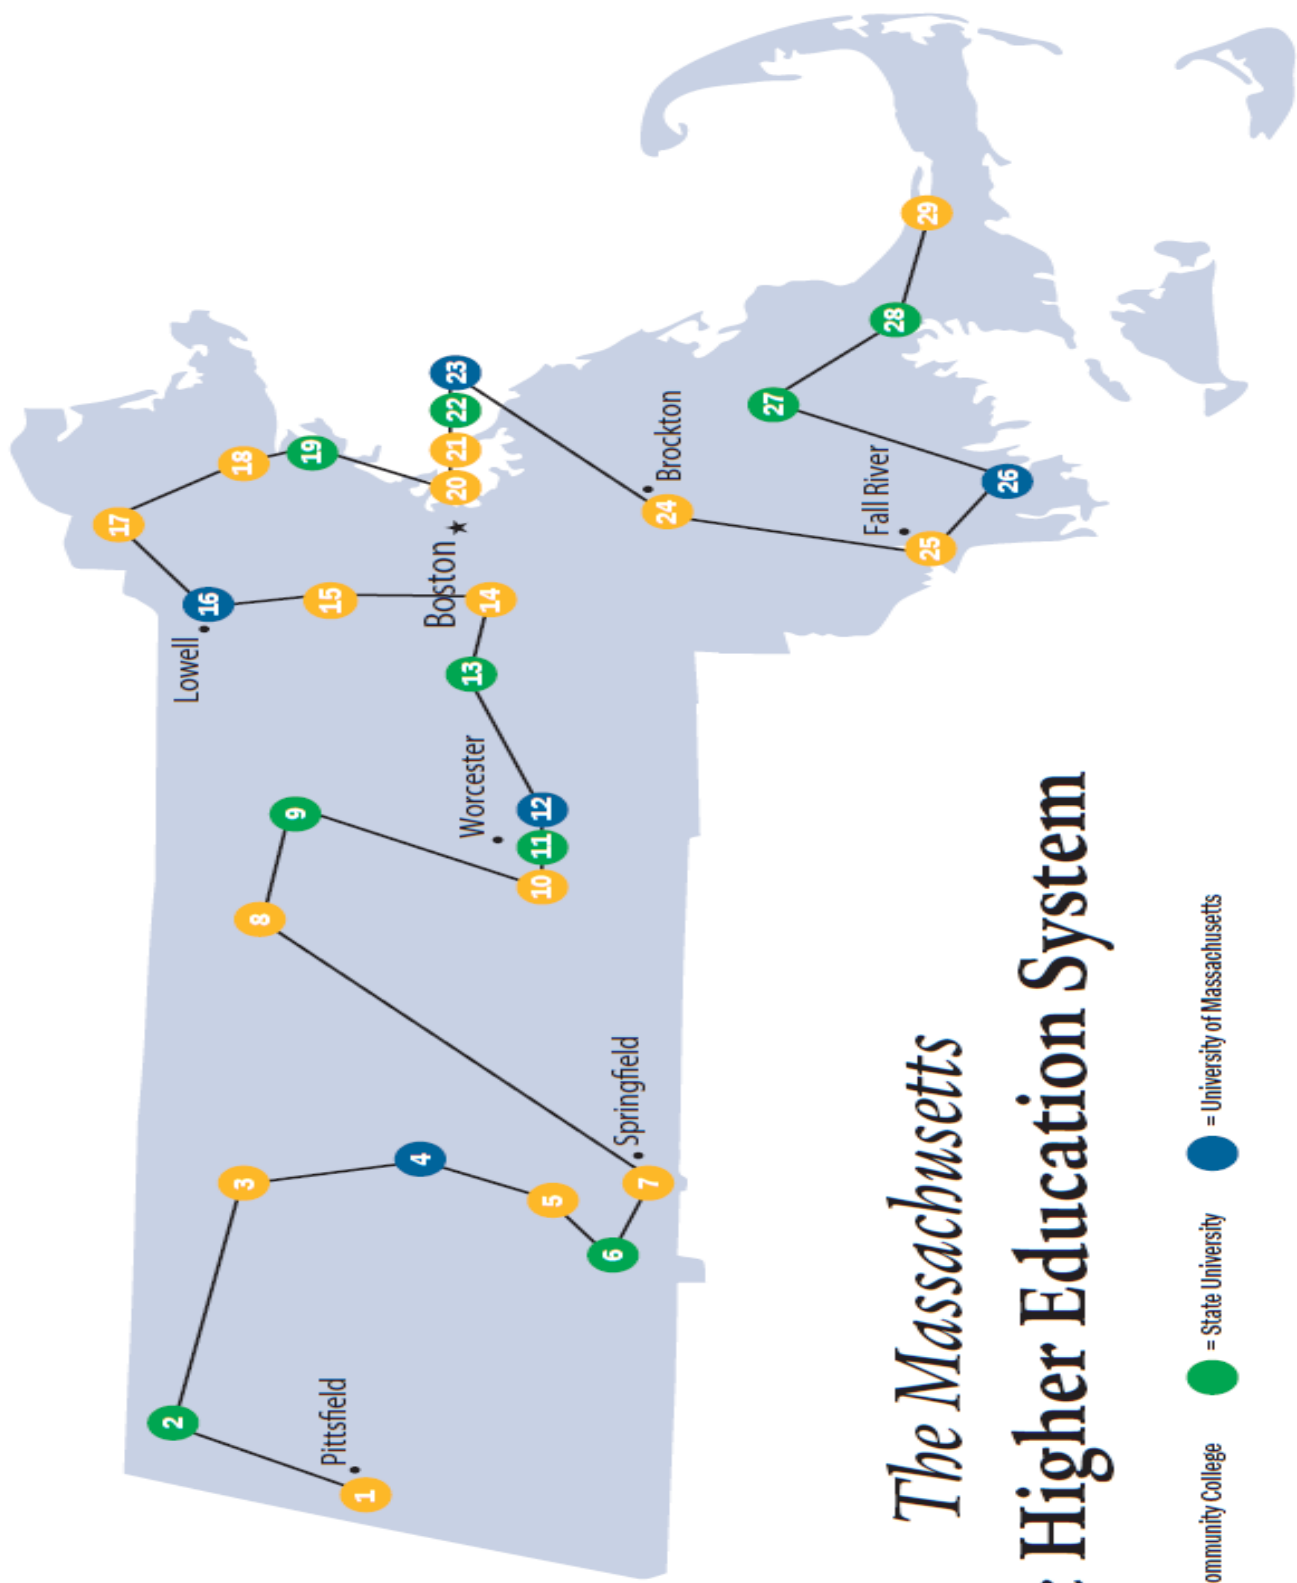 1
2
Pittsfield
3
4
5
6
7
Springfield
8
9
10
11
12
Worcester
13
14
15
16
Lowell
17
18
19
Boston
20
21
22
23
24
Brockton
25
Fall River
26
27
28
29
The Massachusetts
Higher Education System
ommunity College
= State University
= University of Massachusetts